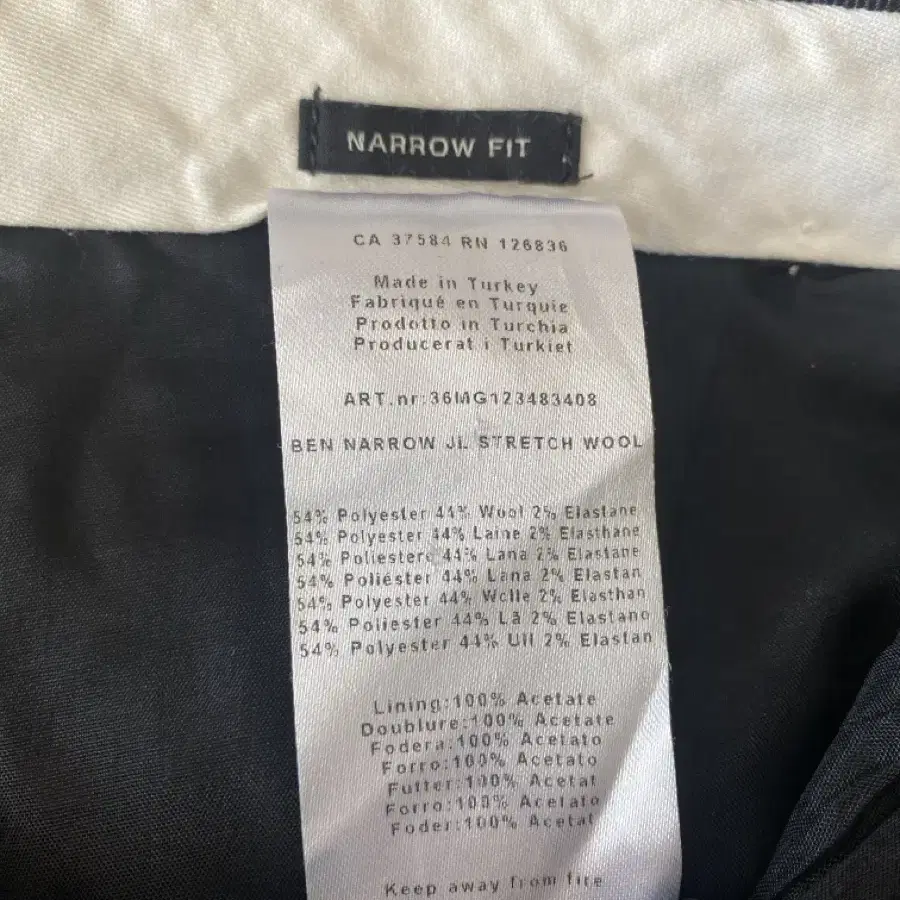 NARROW FIT
CA 37584 RN 126836
Made in Turkey
Fabriqué en Turquie
Prodotto in Turchia
Producerat i Turkiet
ART.nr:36MG123483408
BEN NARROW JL STRETCH WOOL
54% Polyester 44% Wool 2% Elastane
54% Polyester 44% Laine 2% Elasthane
54% Poliestere 44% Lana 2% Elastane
54% Poliéster 44% Lana 2% Elastan
54% Polyester 44% Wolle 2% Elasthan
54% Poliester 44% Lã 2% Elastano
54% Polyester 44% Ull 2% Elastan
Lining:100% Acetate
Doublure:100% Acetate
Fodera:100% Acetato
Forro:100% Acetato
Futter:100% Acetat
Forro:100% Acetato
Foder:100% Acetat
Keep away from fire